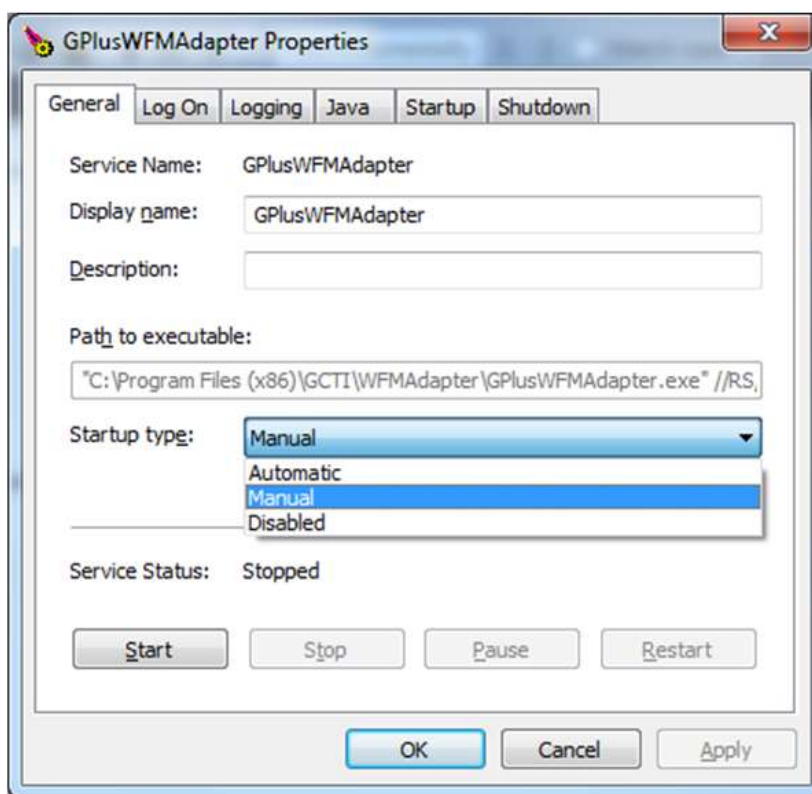 GPlusWFMAdapter Properties
General Log On Logging Java Startup Shutdown
Service Name: GPlusWFMAdapter
Display name: GPlusWFMAdapter
Description:
Path to executable:
"C:\Program Files (x86)\GCTI\WFMAdapter\GPlusWFMAdapter.exe" //RS,
Startup type: Manual
Automatic
Manual
Disabled
Service Status: Stopped
Start Stop Pause Restart
OK Cancel Apply